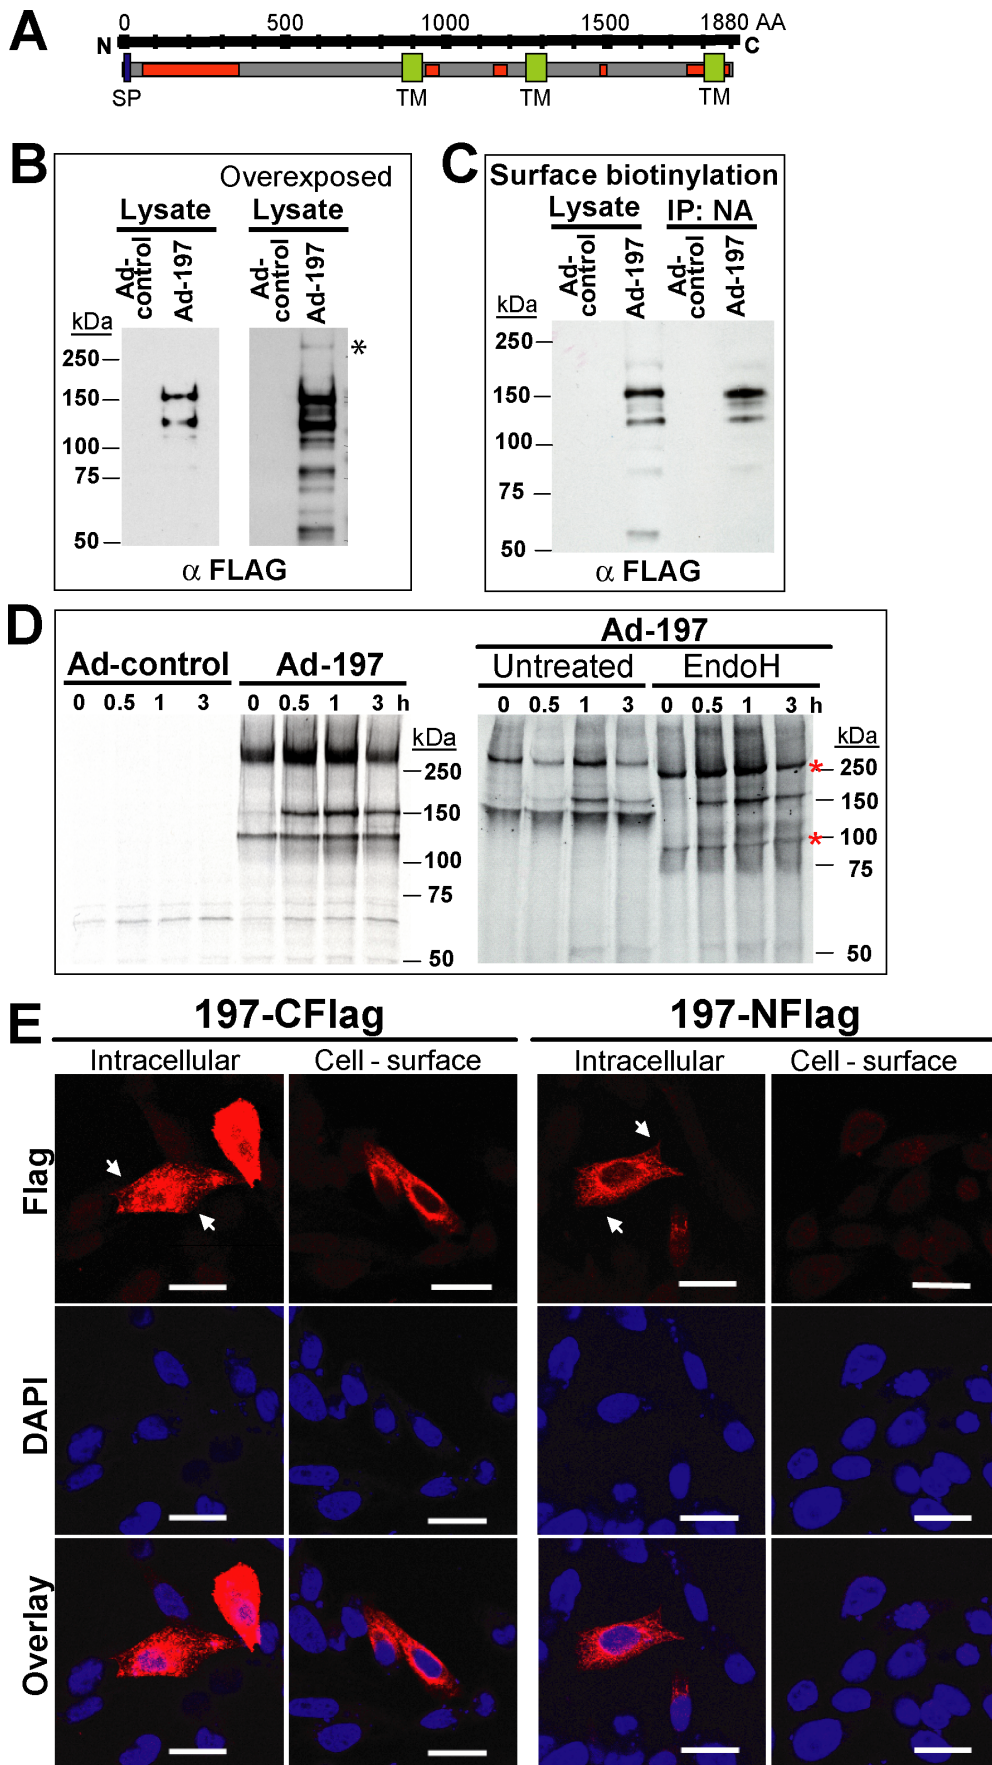 A
0 500 1000 1500 1880 AA
N C
SP TM TM TM
B
Overexposed
Lysate Lysate
Ad-control Ad-197 Ad-control Ad-197
kDa
*
250
150
100
75
50
α FLAG
C
Surface biotinylation
Lysate IP: NA
Ad-control Ad-197 Ad-control Ad-197
kDa
250
150
100
75
50
α FLAG
D
Ad-control Ad-197
0 0.5 1 3 0 0.5 1 3 h
kDa
250
150
100
75
50
Ad-197
Untreated EndoH
0 0.5 1 3 0 0.5 1 3 h
kDa
* 250
150
* 100
75
50
E
197-CFlag 197-NFlag
Intracellular Cell - surface Intracellular Cell - surface
Flag
DAPI
Overlay